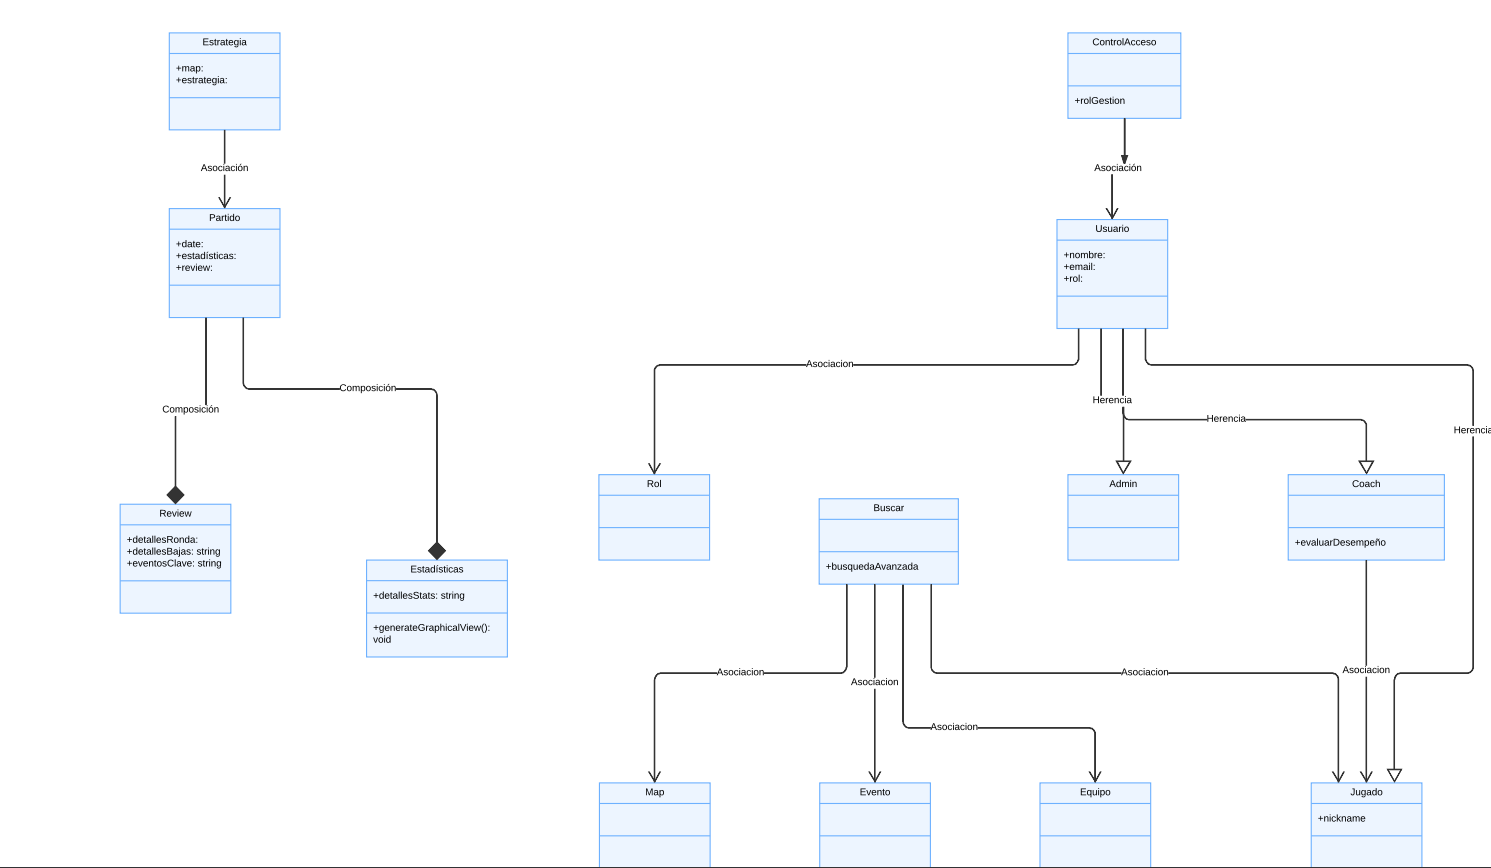 Estrategia
+map:
+estrategia:
Asociación
Partido
+date:
+estadísticas:
+review:
Composición
Composición
Review
+detallesRonda:
+detallesBajas: string
+eventosClave: string
Estadísticas
+detallesStats: string
+generateGraphicalView():
void
ControlAcceso
+rolGestion
Asociación
Usuario
+nombre:
+email:
+rol:
Asociacion
Herencia
Herencia
Herencia
Rol
Admin
Coach
+evaluarDesempeño
Buscar
+busquedaAvanzada
Asociacion
Asociacion
Asociacion
Asociacion
Asociacion
Map
Evento
Equipo
Jugado
+nickname